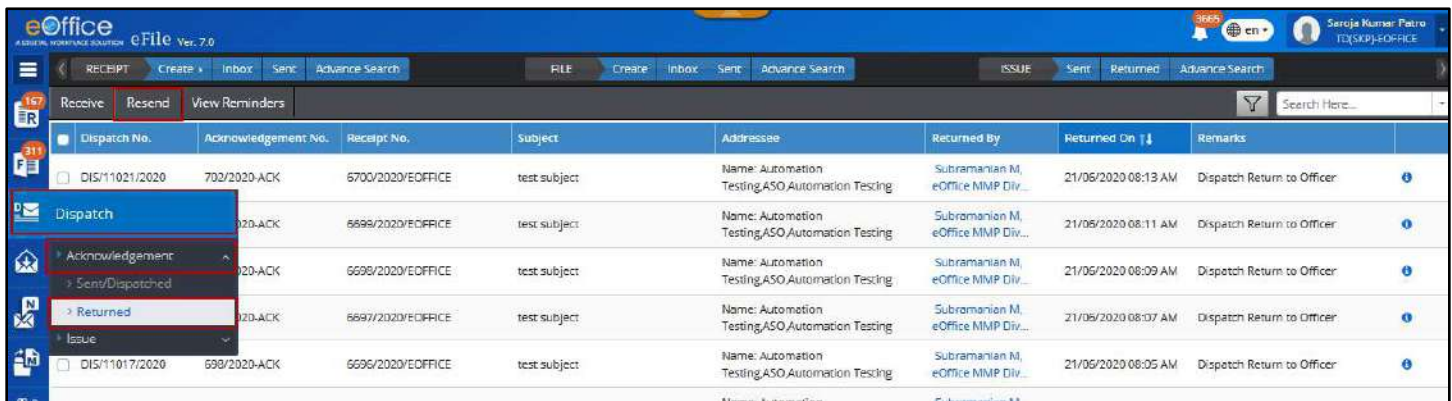 eOffice
A DIGITAL WORKPLACE SOLUTION eFile Ver. 7.0
3665
en
Saroja Kumar Patro
TD(SKP)-EOFFICE
RECEIPT Create Inbox Sent Advance Search FILE Create Inbox Sent Advance Search ISSUE Sent Returned Advance Search
167
R
Receive Resend View Reminders Search Here...
Dispatch No. Acknowledgement No. Receipt No. Subject Addressee Returned By Returned On Remarks
311
F
DIS/11021/2020 702/2020-ACK 6700/2020/EOFFICE test subject Name: Automation Testing,ASO,Automation Testing Subramanian M, eOffice MMP Div... 21/06/2020 08:13 AM Dispatch Return to Officer
D
Dispatch
020-ACK 6699/2020/EOFFICE test subject Name: Automation Testing,ASO,Automation Testing Subramanian M, eOffice MMP Div... 21/06/2020 08:11 AM Dispatch Return to Officer
Acknowledgement
Sent/Dispatched
020-ACK 6698/2020/EOFFICE test subject Name: Automation Testing,ASO,Automation Testing Subramanian M, eOffice MMP Div... 21/06/2020 08:09 AM Dispatch Return to Officer
N
Returned
020-ACK 6697/2020/EOFFICE test subject Name: Automation Testing,ASO,Automation Testing Subramanian M, eOffice MMP Div... 21/06/2020 08:07 AM Dispatch Return to Officer
Issue
M
DIS/11017/2020 698/2020-ACK 6696/2020/EOFFICE test subject Name: Automation Testing,ASO,Automation Testing Subramanian M, eOffice MMP Div... 21/06/2020 08:05 AM Dispatch Return to Officer